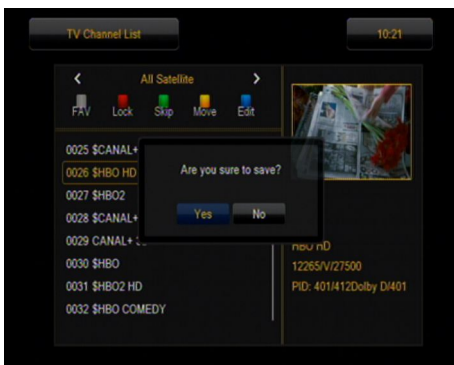 TV Channel List
10:21
All Satellite
FAV Lock Skip Move Edit
0025 $CANAL+
0026 $HBO HD
0027 $HBO2
0028 $CANAL+
0029 CANAL+
0030 $HBO
0031 $HBO2 HD
0032 $HBO COMEDY
Are you sure to save?
Yes No
HBO HD
12265/V/27500
PID: 401/412Dolby D/401